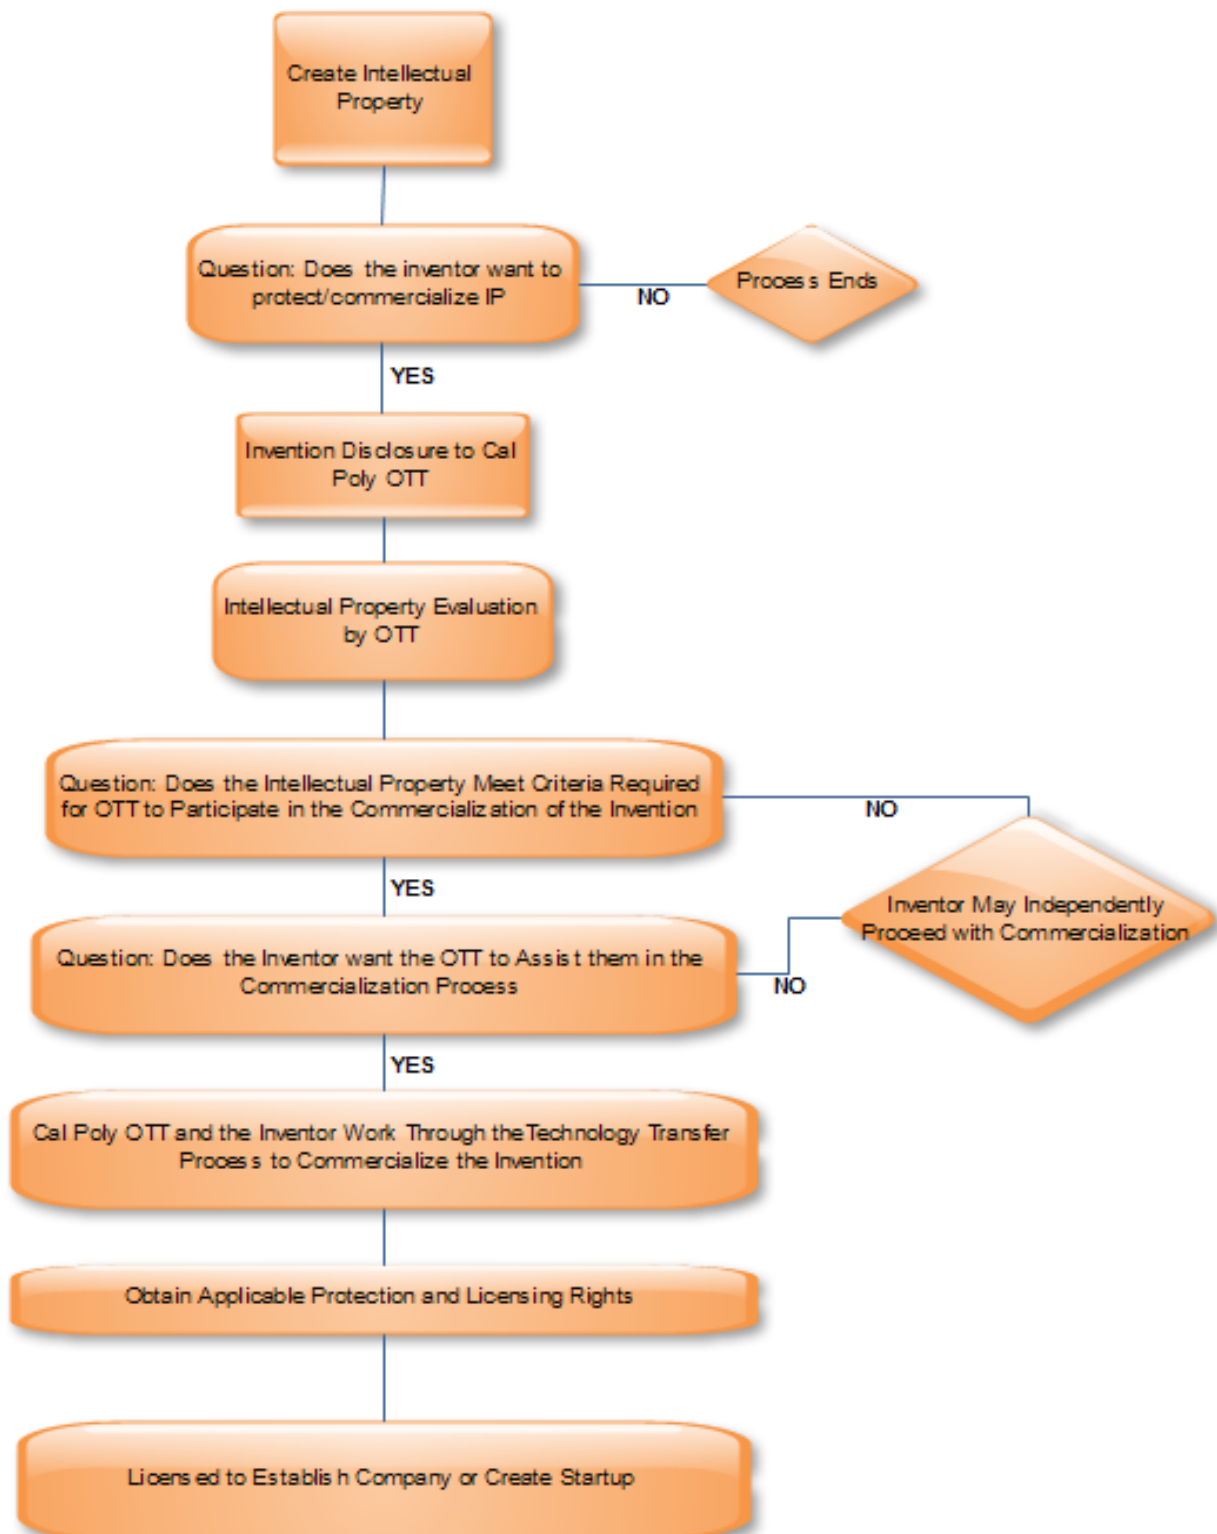 Create Intellectual
Property
Question: Does the inventor want to
protect/commercialize IP
NO
Process Ends
YES
Invention Disclosure to Cal
Poly OTT
Intellectual Property Evaluation
by OTT
Question: Does the Intellectual Property Meet Criteria Required
for OTT to Participate in the Commercialization of the Invention
NO
YES
Inventor May Independently
Proceed with Commercialization
Question: Does the Inventor want the OTT to Assist them in the
Commercialization Process
NO
YES
Cal Poly OTT and the Inventor Work Through theTechnology Transfer
Process to Commercialize the Invention
Obtain Applicable Protection and Licensing Rights
Licensed to Establish Company or Create Startup